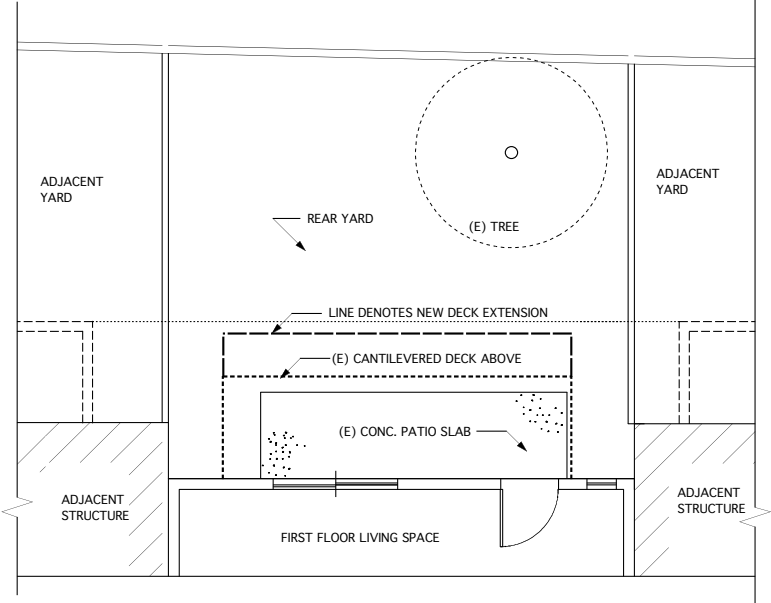 ADJACENT
YARD
ADJACENT
YARD
REAR YARD
(E) TREE
LINE DENOTES NEW DECK EXTENSION
(E) CANTILEVERED DECK ABOVE
(E) CONC. PATIO SLAB
ADJACENT
STRUCTURE
ADJACENT
STRUCTURE
FIRST FLOOR LIVING SPACE